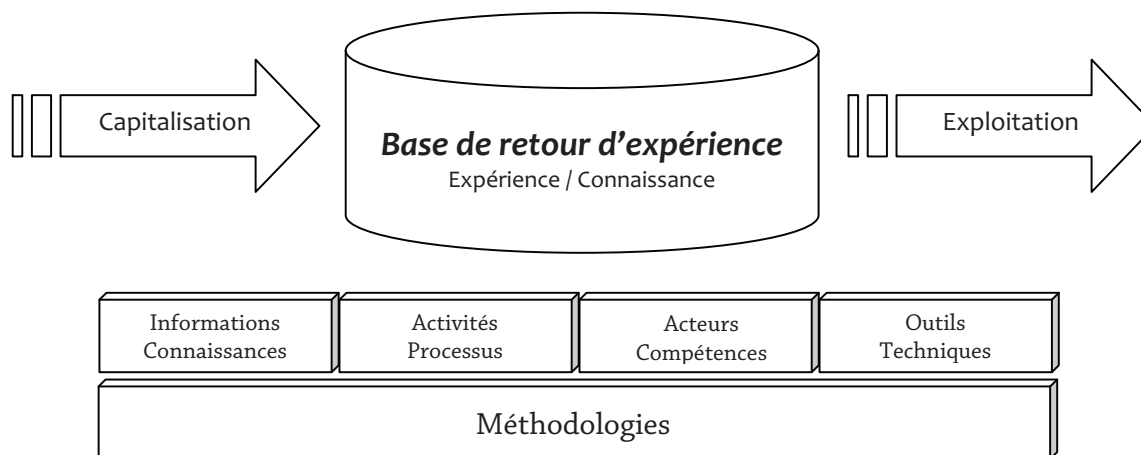 Capitalisation
Base de retour d’expérience
Expérience / Connaissance
Exploitation
Informations
Connaissances
Activités
Processus
Acteurs
Compétences
Outils
Techniques
Méthodologies